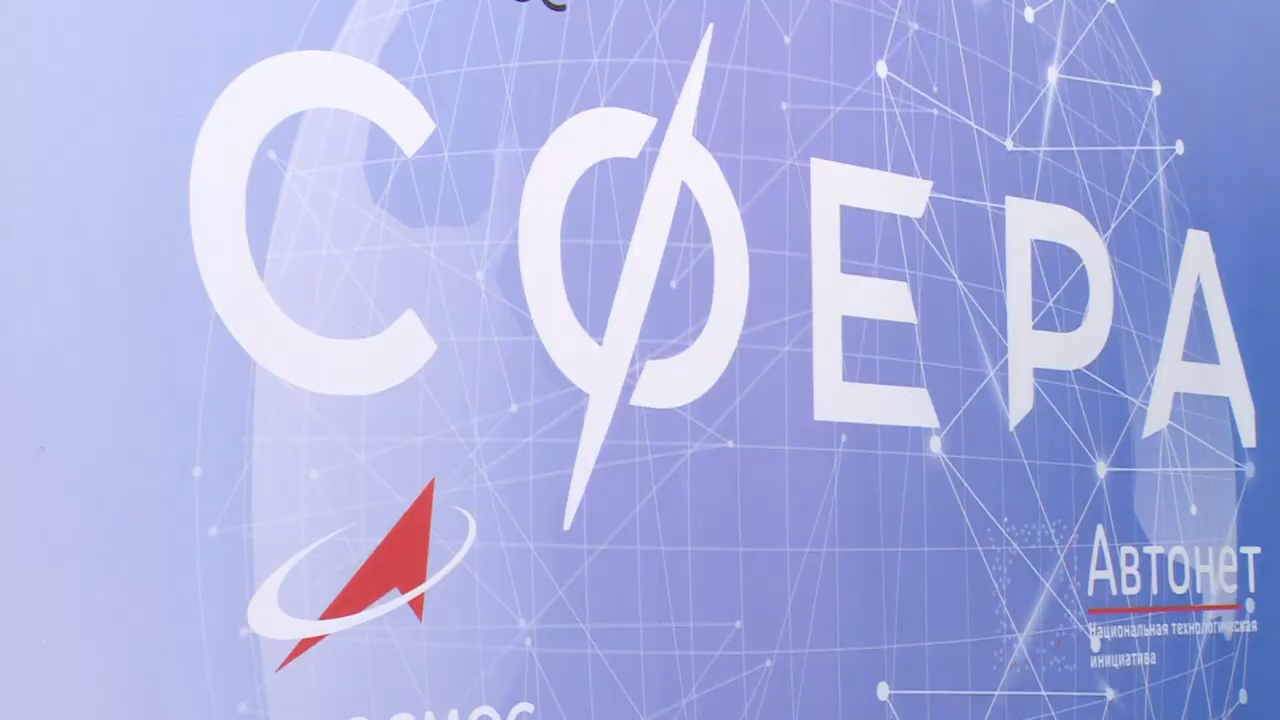 СФЕРА
Автонет
Национальная технологическая
инициатива